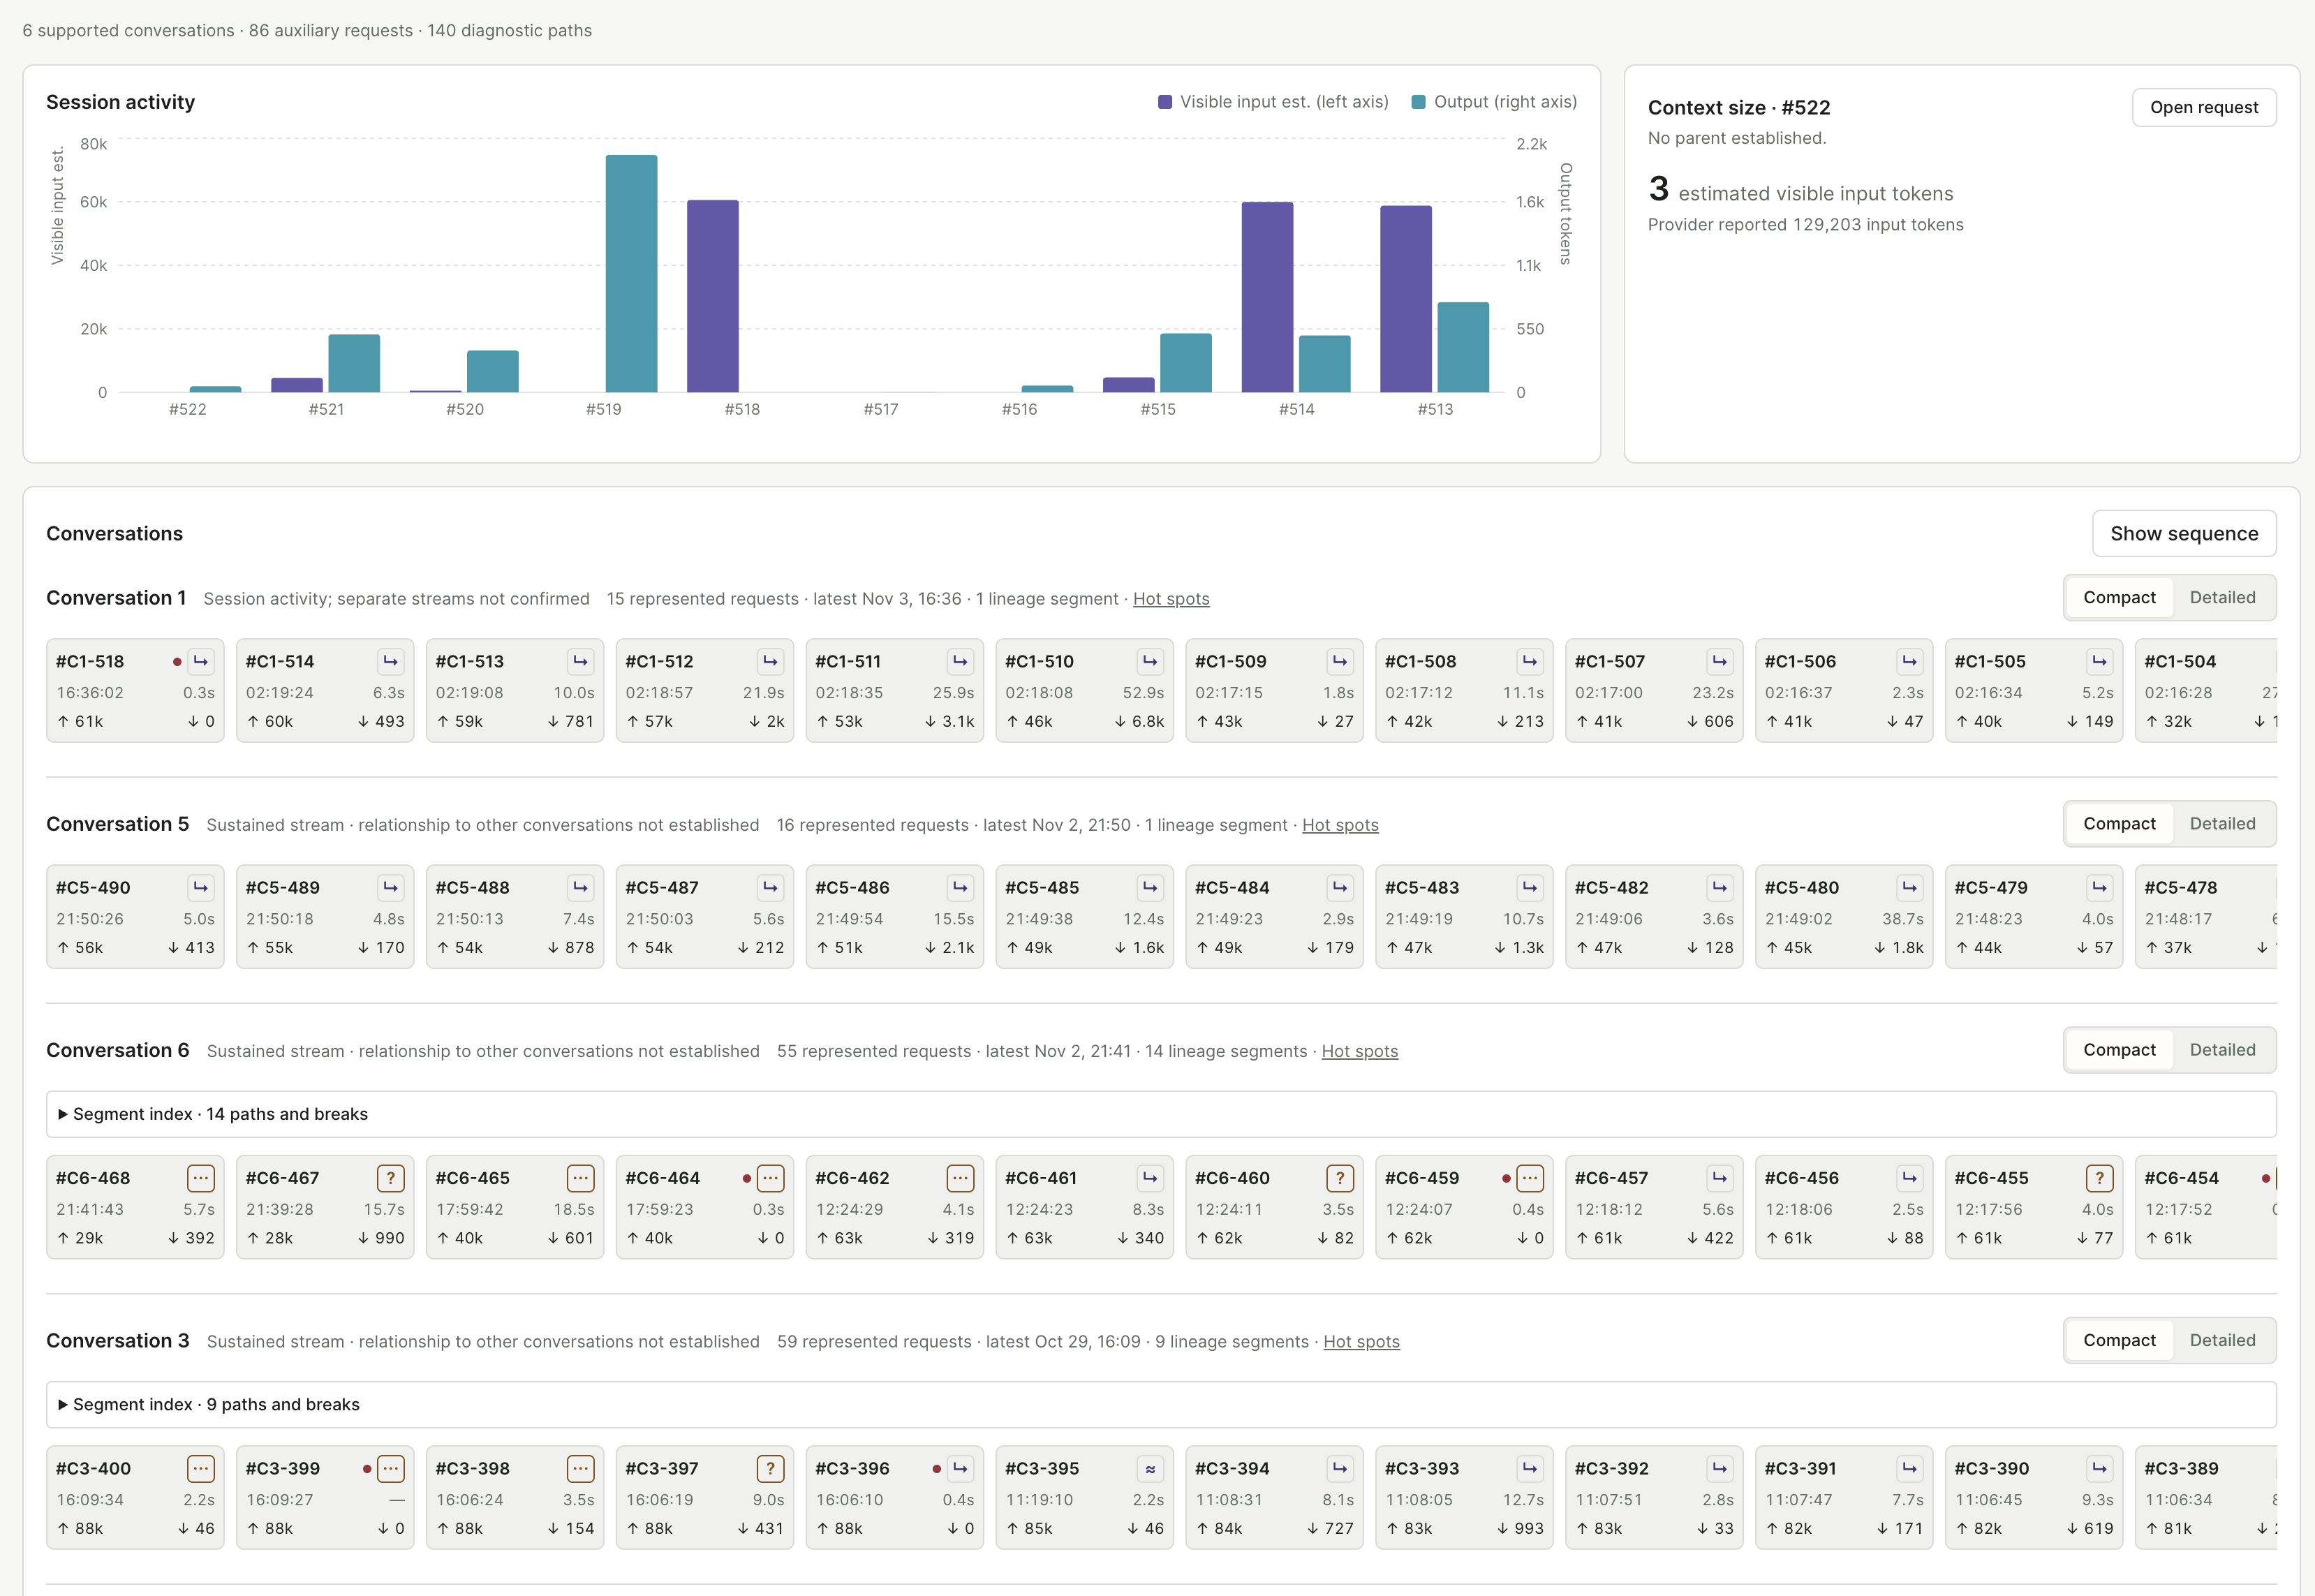 6 supported conversations · 86 auxiliary requests · 140 diagnostic paths
Session activity
Visible input est. (left axis)
Output (right axis)
Visible input est.
80k
60k
40k
20k
0
2.2k
1.6k
1.1k
550
0
Output tokens
#522 #521 #520 #519 #518 #517 #516 #515 #514 #513
Context size · #522
Open request
No parent established.
3 estimated visible input tokens
Provider reported 129,203 input tokens
Conversations
Show sequence
Conversation 1 Session activity; separate streams not confirmed 15 represented requests · latest Nov 3, 16:36 · 1 lineage segment · Hot spots
Compact Detailed
#C1-518 #C1-514 #C1-513 #C1-512 #C1-511 #C1-510 #C1-509 #C1-508 #C1-507 #C1-506 #C1-505 #C1-504
16:36:02 0.3s 02:19:24 6.3s 02:19:08 10.0s 02:18:57 21.9s 02:18:35 25.9s 02:18:08 52.9s 02:17:15 1.8s 02:17:12 11.1s 02:17:00 23.2s 02:16:37 2.3s 02:16:34 5.2s 02:16:28 27
↑ 61k ↓ 0 ↑ 60k ↓ 493 ↑ 59k ↓ 781 ↑ 57k ↓ 2k ↑ 53k ↓ 3.1k ↑ 46k ↓ 6.8k ↑ 43k ↓ 27 ↑ 42k ↓ 213 ↑ 41k ↓ 606 ↑ 41k ↓ 47 ↑ 40k ↓ 149 ↑ 32k ↓ 1
Conversation 5 Sustained stream · relationship to other conversations not established 16 represented requests · latest Nov 2, 21:50 · 1 lineage segment · Hot spots
Compact Detailed
#C5-490 #C5-489 #C5-488 #C5-487 #C5-486 #C5-485 #C5-484 #C5-483 #C5-482 #C5-480 #C5-479 #C5-478
21:50:26 5.0s 21:50:18 4.8s 21:50:13 7.4s 21:50:03 5.6s 21:49:54 15.5s 21:49:38 12.4s 21:49:23 2.9s 21:49:19 10.7s 21:49:06 3.6s 21:49:02 38.7s 21:48:23 4.0s 21:48:17
↑ 56k ↓ 413 ↑ 55k ↓ 170 ↑ 54k ↓ 878 ↑ 54k ↓ 212 ↑ 51k ↓ 2.1k ↑ 49k ↓ 1.6k ↑ 49k ↓ 179 ↑ 47k ↓ 1.3k ↑ 47k ↓ 128 ↑ 45k ↓ 1.8k ↑ 44k ↓ 57 ↑ 37k ↓
Conversation 6 Sustained stream · relationship to other conversations not established 55 represented requests · latest Nov 2, 21:41 · 14 lineage segments · Hot spots
Compact Detailed
▶ Segment index · 14 paths and breaks
#C6-468 ··· #C6-467 ? #C6-465 ··· #C6-464 ··· #C6-462 ··· #C6-461 #C6-460 ? #C6-459 ··· #C6-457 #C6-456 #C6-455 ? #C6-454
21:41:43 5.7s 21:39:28 15.7s 17:59:42 18.5s 17:59:23 0.3s 12:24:29 4.1s 12:24:23 8.3s 12:24:11 3.5s 12:24:07 0.4s 12:18:12 5.6s 12:18:06 2.5s 12:17:56 4.0s 12:17:52
↑ 29k ↓ 392 ↑ 28k ↓ 990 ↑ 40k ↓ 601 ↑ 40k ↓ 0 ↑ 63k ↓ 319 ↑ 63k ↓ 340 ↑ 62k ↓ 82 ↑ 62k ↓ 0 ↑ 61k ↓ 422 ↑ 61k ↓ 88 ↑ 61k ↓ 77 ↑ 61k
Conversation 3 Sustained stream · relationship to other conversations not established 59 represented requests · latest Oct 29, 16:09 · 9 lineage segments · Hot spots
Compact Detailed
▶ Segment index · 9 paths and breaks
#C3-400 ··· #C3-399 ··· #C3-398 ··· #C3-397 ? #C3-396 #C3-395 ≈ #C3-394 #C3-393 #C3-392 #C3-391 #C3-390 #C3-389
16:09:34 2.2s 16:09:27 — 16:06:24 3.5s 16:06:19 9.0s 16:06:10 0.4s 11:19:10 2.2s 11:08:31 8.1s 11:08:05 12.7s 11:07:51 2.8s 11:07:47 7.7s 11:06:45 9.3s 11:06:34
↑ 88k ↓ 46 ↑ 88k ↓ 0 ↑ 88k ↓ 154 ↑ 88k ↓ 431 ↑ 88k ↓ 0 ↑ 85k ↓ 46 ↑ 84k ↓ 727 ↑ 83k ↓ 993 ↑ 83k ↓ 33 ↑ 82k ↓ 171 ↑ 82k ↓ 619 ↑ 81k ↓